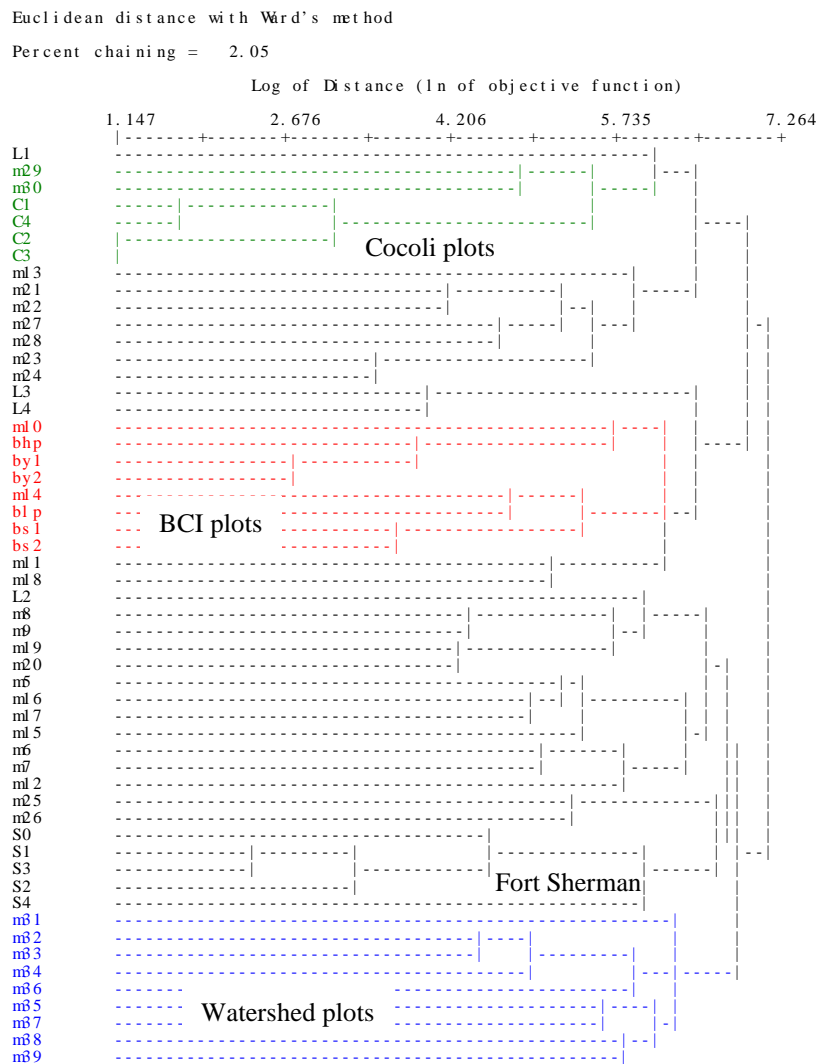 Euclidean distance with Ward's method
Percent chaining = 2.05
Log of Distance (ln of objective function)
1.147 2.676 4.206 5.735 7.264
L1
m29
m30
C1
C4
C2
C3
Cocoli plots
m13
m21
m22
m27
m28
m23
m24
L3
L4
m10
bhp
by1
by2
m14
blp
bs1
BCI plots
bs2
m11
m18
L2
m8
m9
m19
m20
m5
m16
m17
m15
m6
m7
m12
m25
m26
S0
S1
S3
S2
Fort Sherman
S4
m31
m32
m33
m34
m36
m35
m37
Watershed plots
m38
m39